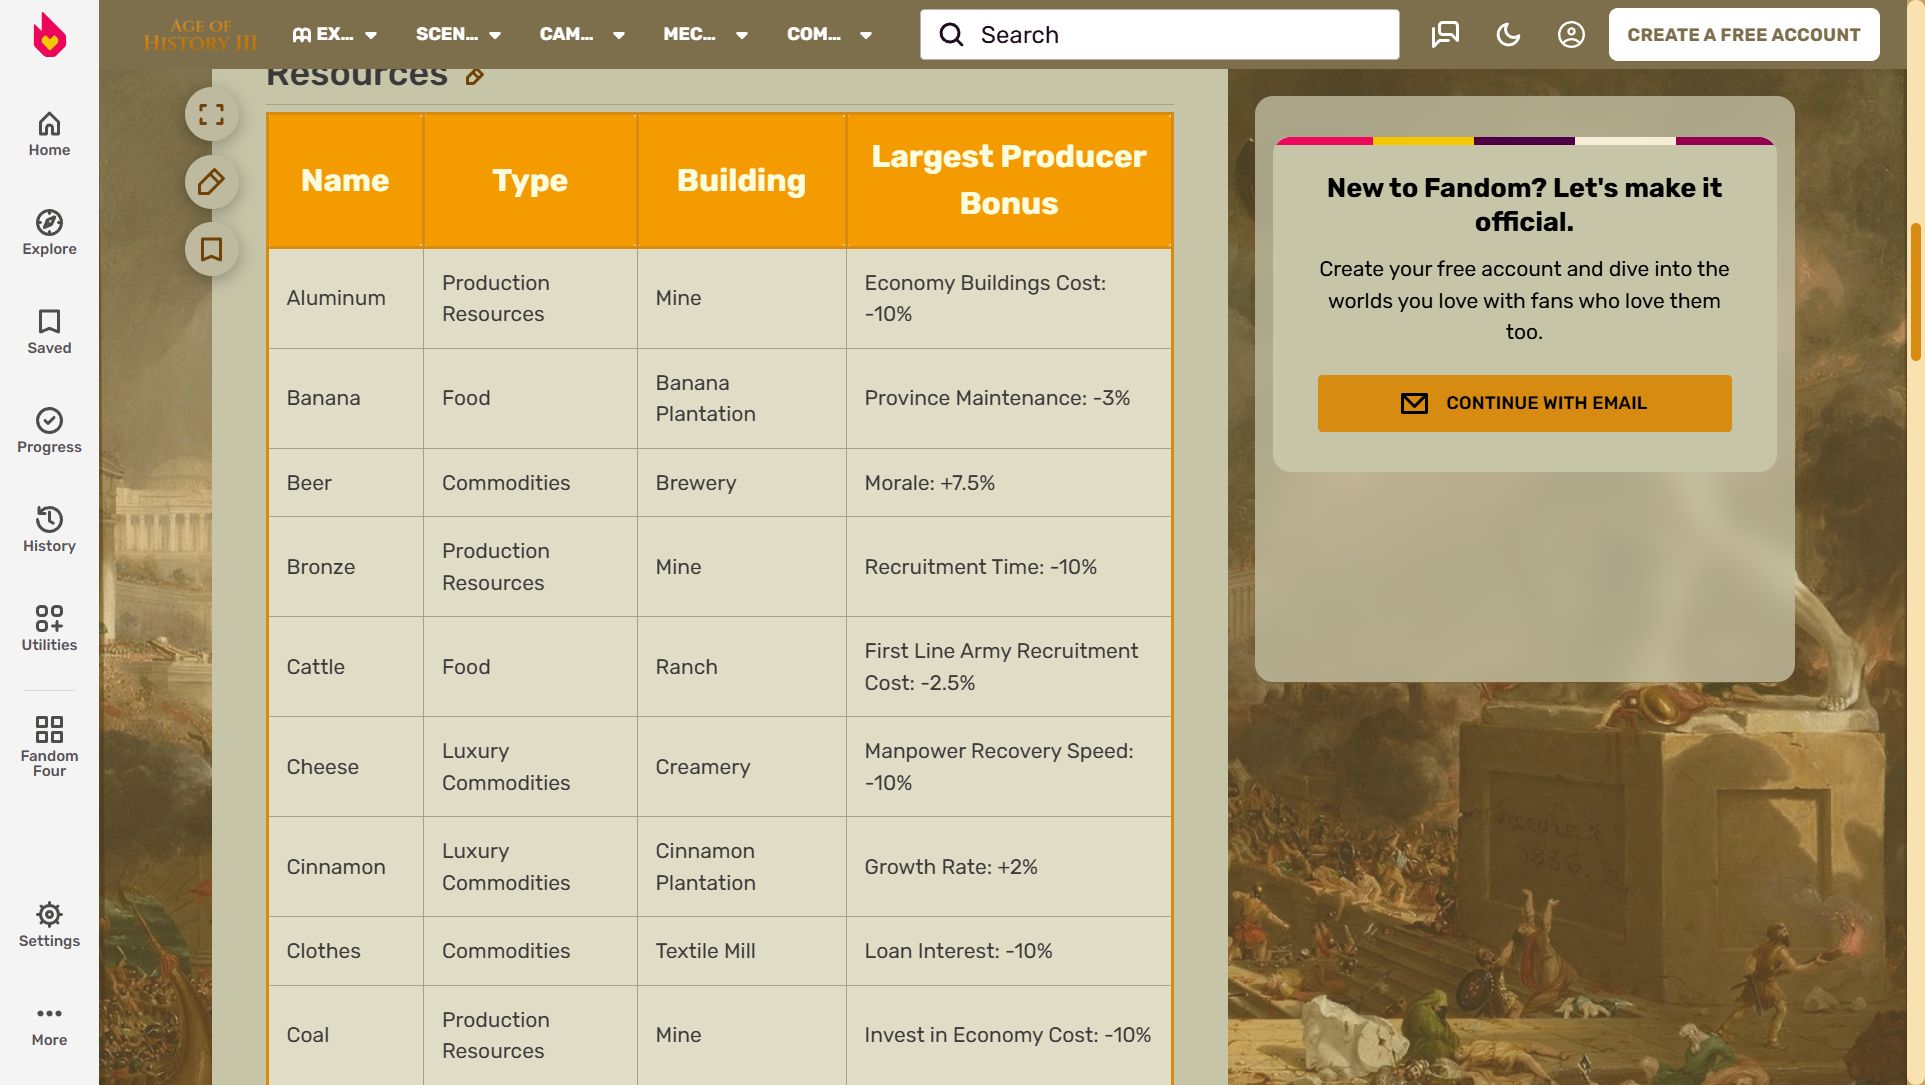 AGE OF
HISTORY III
EX...
SCEN...
CAM...
MEC...
COM...
Search
CREATE A FREE ACCOUNT
Home
Explore
Saved
Progress
History
Utilities
Fandom
Four
Settings
More
Resources
Name
Type
Building
Largest Producer
Bonus
Aluminum
Production
Resources
Mine
Economy Buildings Cost:
-10%
Banana
Food
Banana
Plantation
Province Maintenance: -3%
Beer
Commodities
Brewery
Morale: +7.5%
Bronze
Production
Resources
Mine
Recruitment Time: -10%
Cattle
Food
Ranch
First Line Army Recruitment
Cost: -2.5%
Cheese
Luxury
Commodities
Creamery
Manpower Recovery Speed:
-10%
Cinnamon
Luxury
Commodities
Cinnamon
Plantation
Growth Rate: +2%
Clothes
Commodities
Textile Mill
Loan Interest: -10%
Coal
Production
Resources
Mine
Invest in Economy Cost: -10%
New to Fandom? Let's make it
official.
Create your free account and dive into the
worlds you love with fans who love them
too.
CONTINUE WITH EMAIL